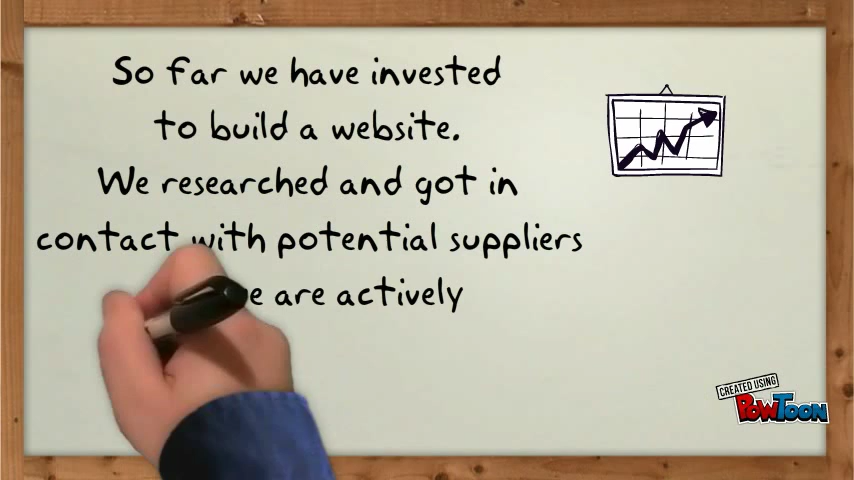 So far we have invested
to build a website.
We researched and got in
contact with potential suppliers
are actively
CREATED USING
POWTOON